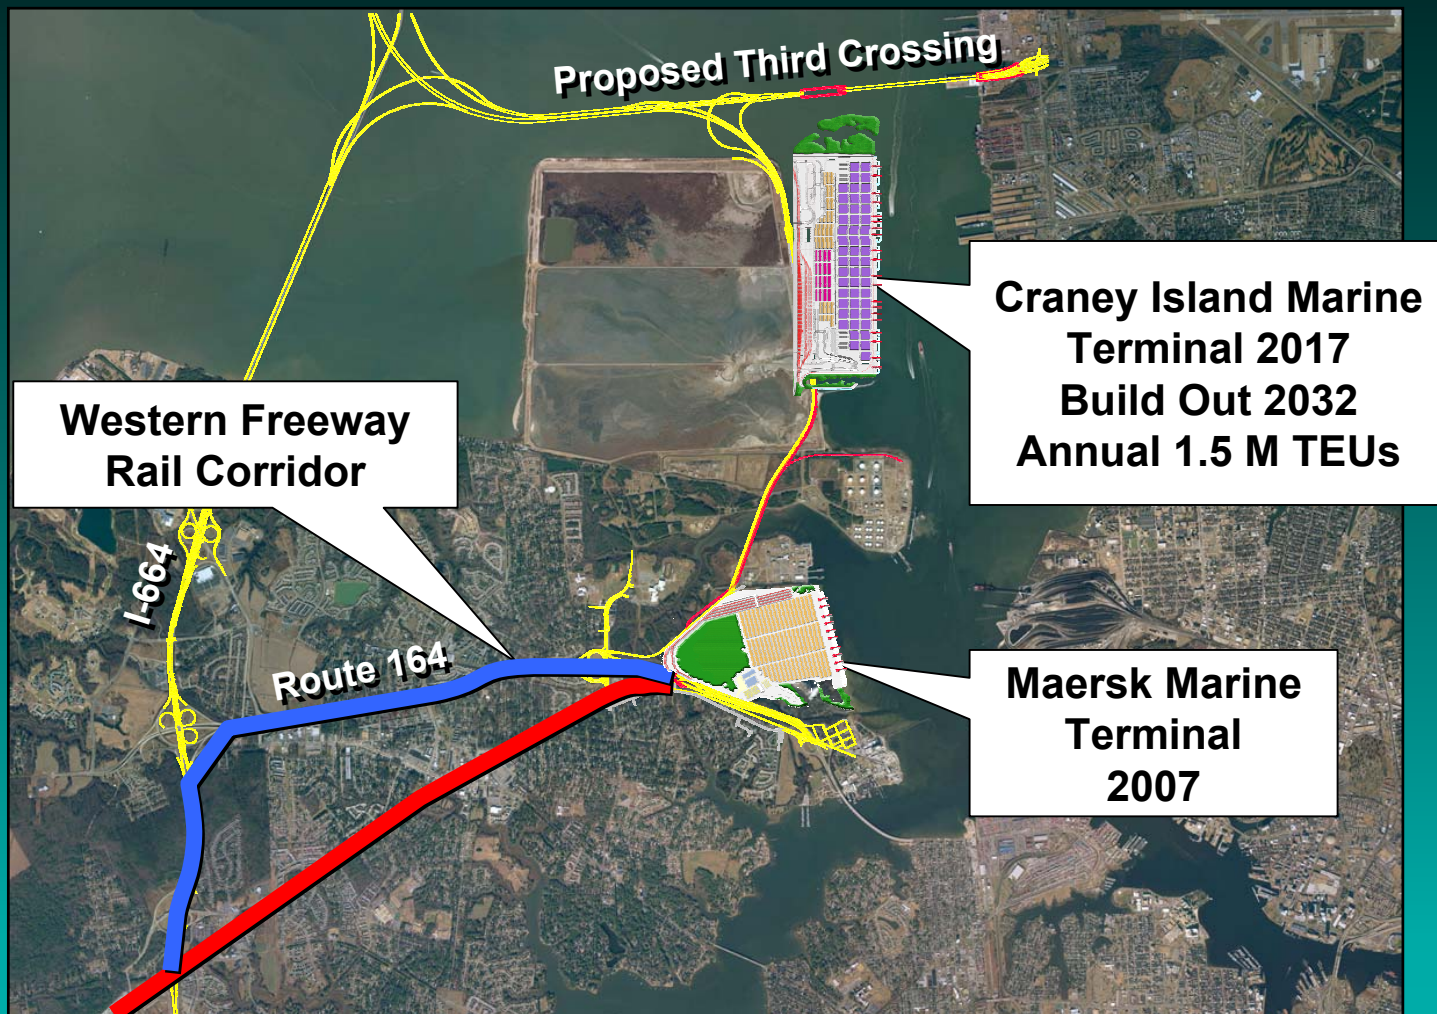 Proposed Third Crossing
Craney Island Marine
Terminal 2017
Build Out 2032
Annual 1.5 M TEUs
Western Freeway
Rail Corridor
I-664
Route 164
Maersk Marine
Terminal
2007